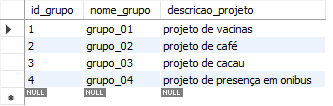 id_grupo nome_grupo descricao_projeto
1 grupo_01 projeto de vacinas
2 grupo_02 projeto de café
3 grupo_03 projeto de cacau
4 grupo_04 projeto de presença em onibus
NULL NULL NULL